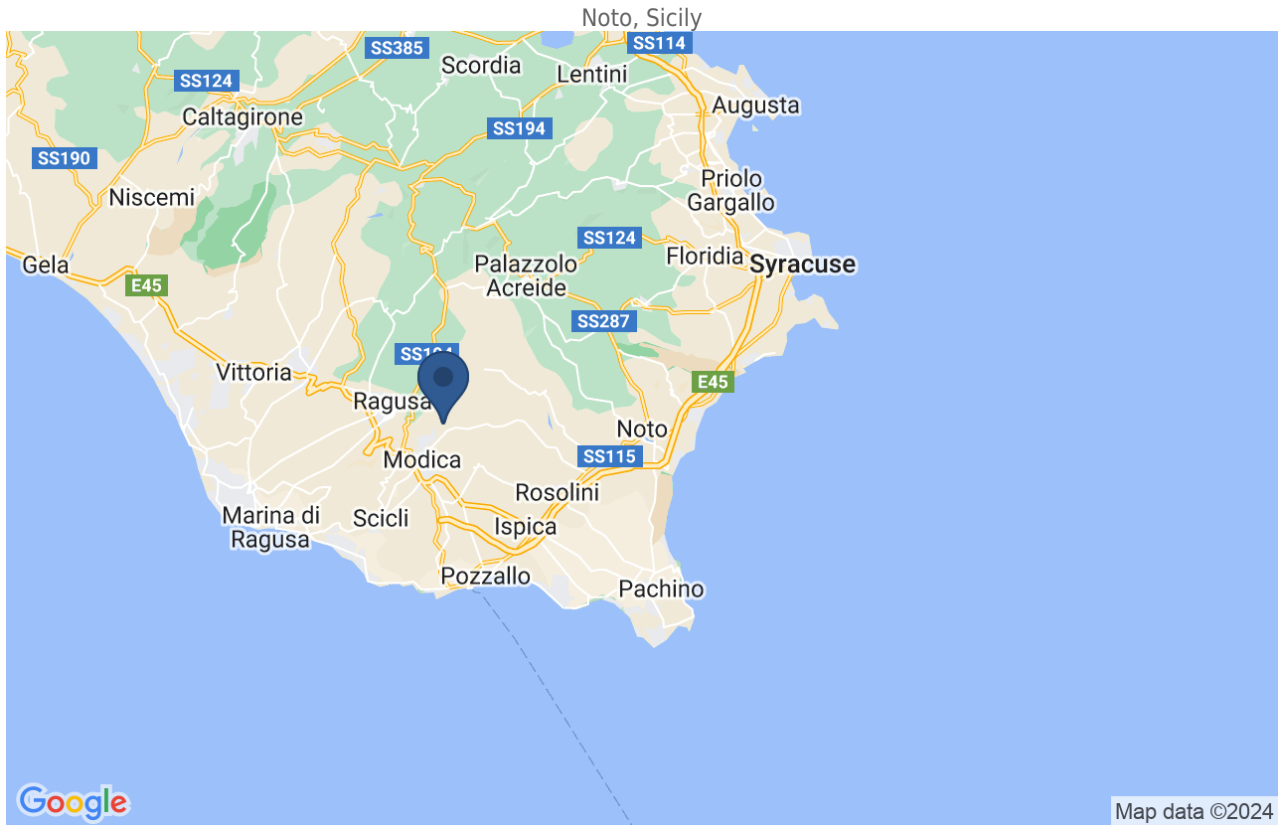 Noto, Sicily
SS385
SS114
Scordia
Lentini
SS124
Augusta
Caltagirone
SS194
SS190
Priolo
Gargallo
Niscemi
SS124
Floridia
Syracuse
Gela
Palazzolo
Acreide
E45
SS287
Vittoria
E45
Ragusa
Noto
SS115
Modica
Rosolini
Marina di
Ragusa
Scicli
Ispica
Pozzallo
Pachino
Google
Map data ©2024